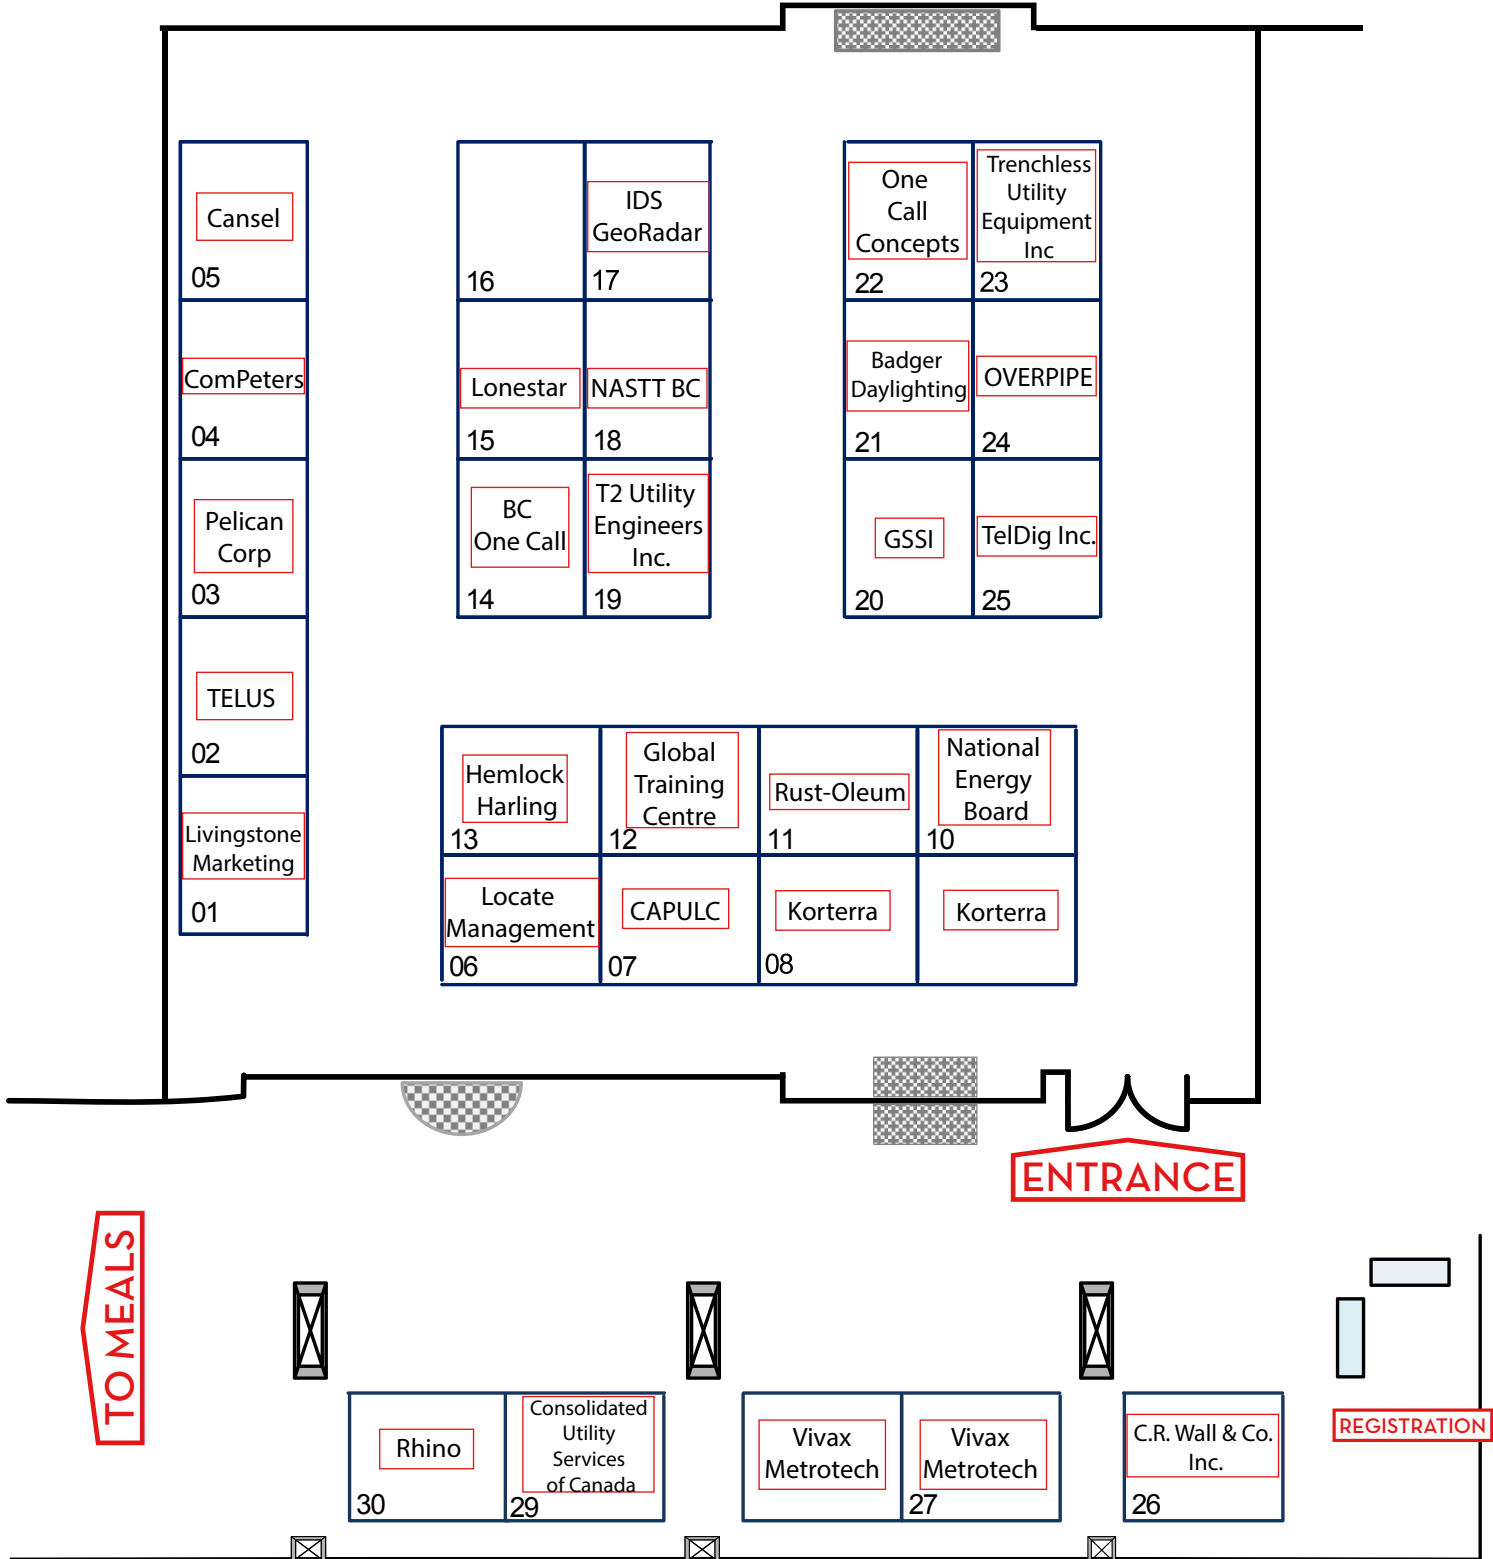 Cansel
05
ComPeters
04
Pelican
Corp
03
TELUS
02
Livingstone
Marketing
01
16
IDS
GeoRadar
17
Lonestar
15
NASTT BC
18
BC
One Call
14
T2 Utility
Engineers
Inc.
19
One
Call
Concepts
22
Trenchless
Utility
Equipment
Inc
23
Badger
Daylighting
21
OVERPIPE
24
GSSI
20
TelDig Inc.
25
Hemlock
Harling
13
Global
Training
Centre
12
Rust-Oleum
11
National
Energy
Board
10
Locate
Management
06
CAPULC
07
Korterra
08
Korterra
ENTRANCE
TO MEALS
REGISTRATION
Rhino
30
Consolidated
Utility
Services
of Canada
29
Vivax
Metrotech
Vivax
Metrotech
27
C.R. Wall & Co.
Inc.
26